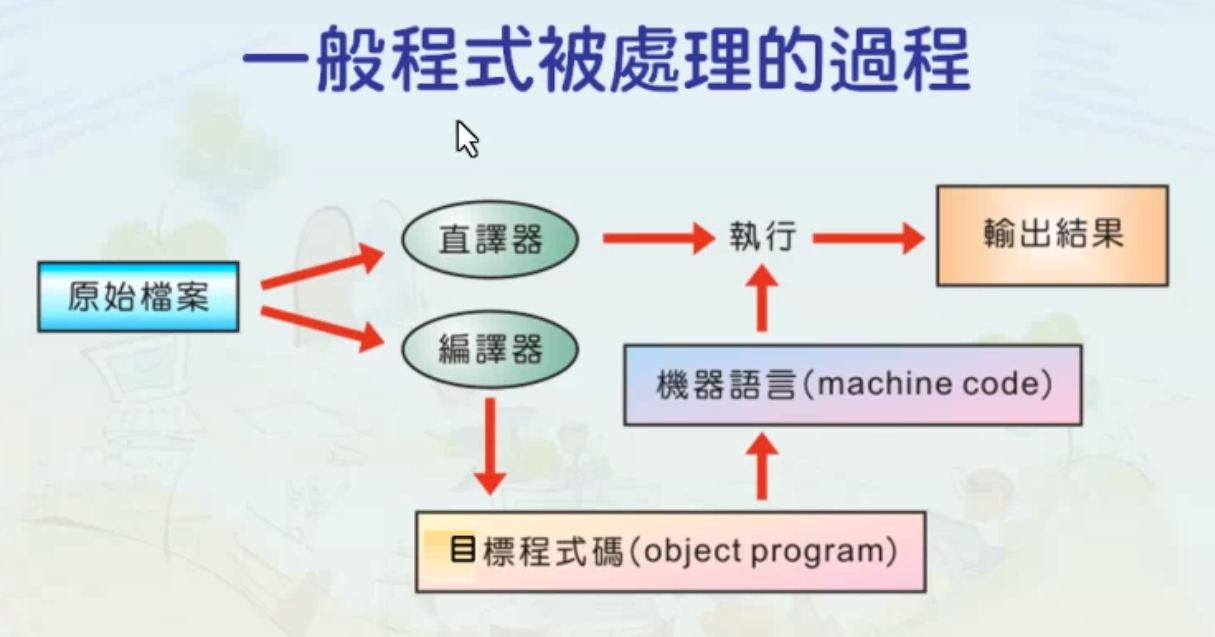 一般程式被處理的過程
直譯器
執行
輸出結果
原始檔案
編譯器
機器語言(machine code)
目標程式碼(object program)